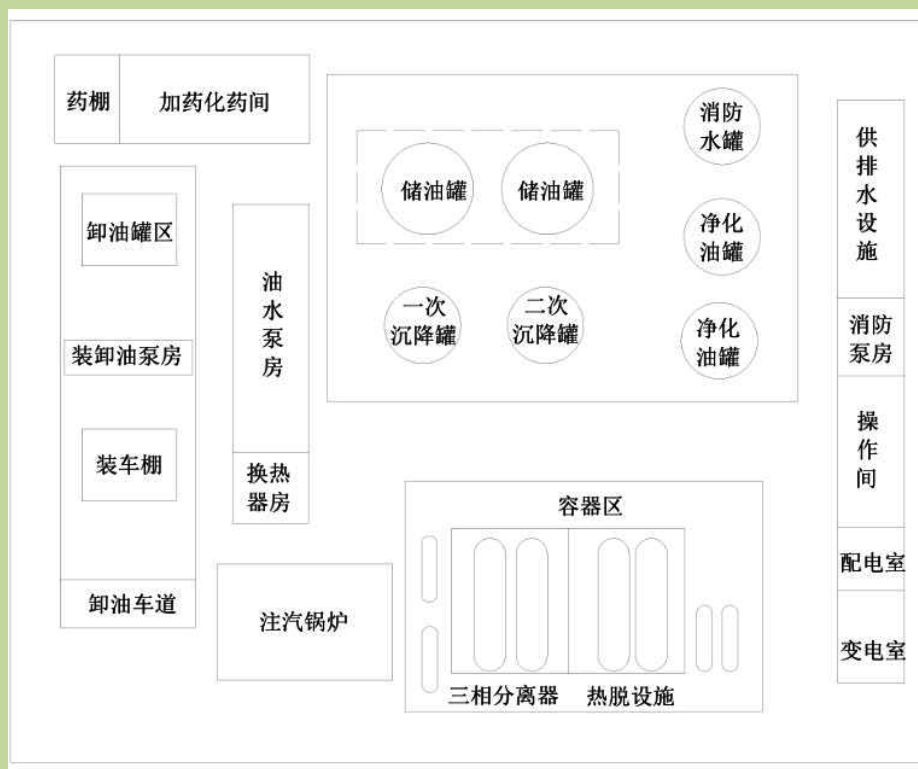 药棚
加药化药间
卸油罐区
装卸油泵房
装车棚
卸油车道
油
水
泵
房
换热
器房
注汽锅炉
储油罐
储油罐
一次
沉降罐
二次
沉降罐
消防
水罐
净化
油罐
净化
油罐
容器区
三相分离器
热脱设施
供
排
水
设
施
消防
泵房
操
作
间
配电室
变电室